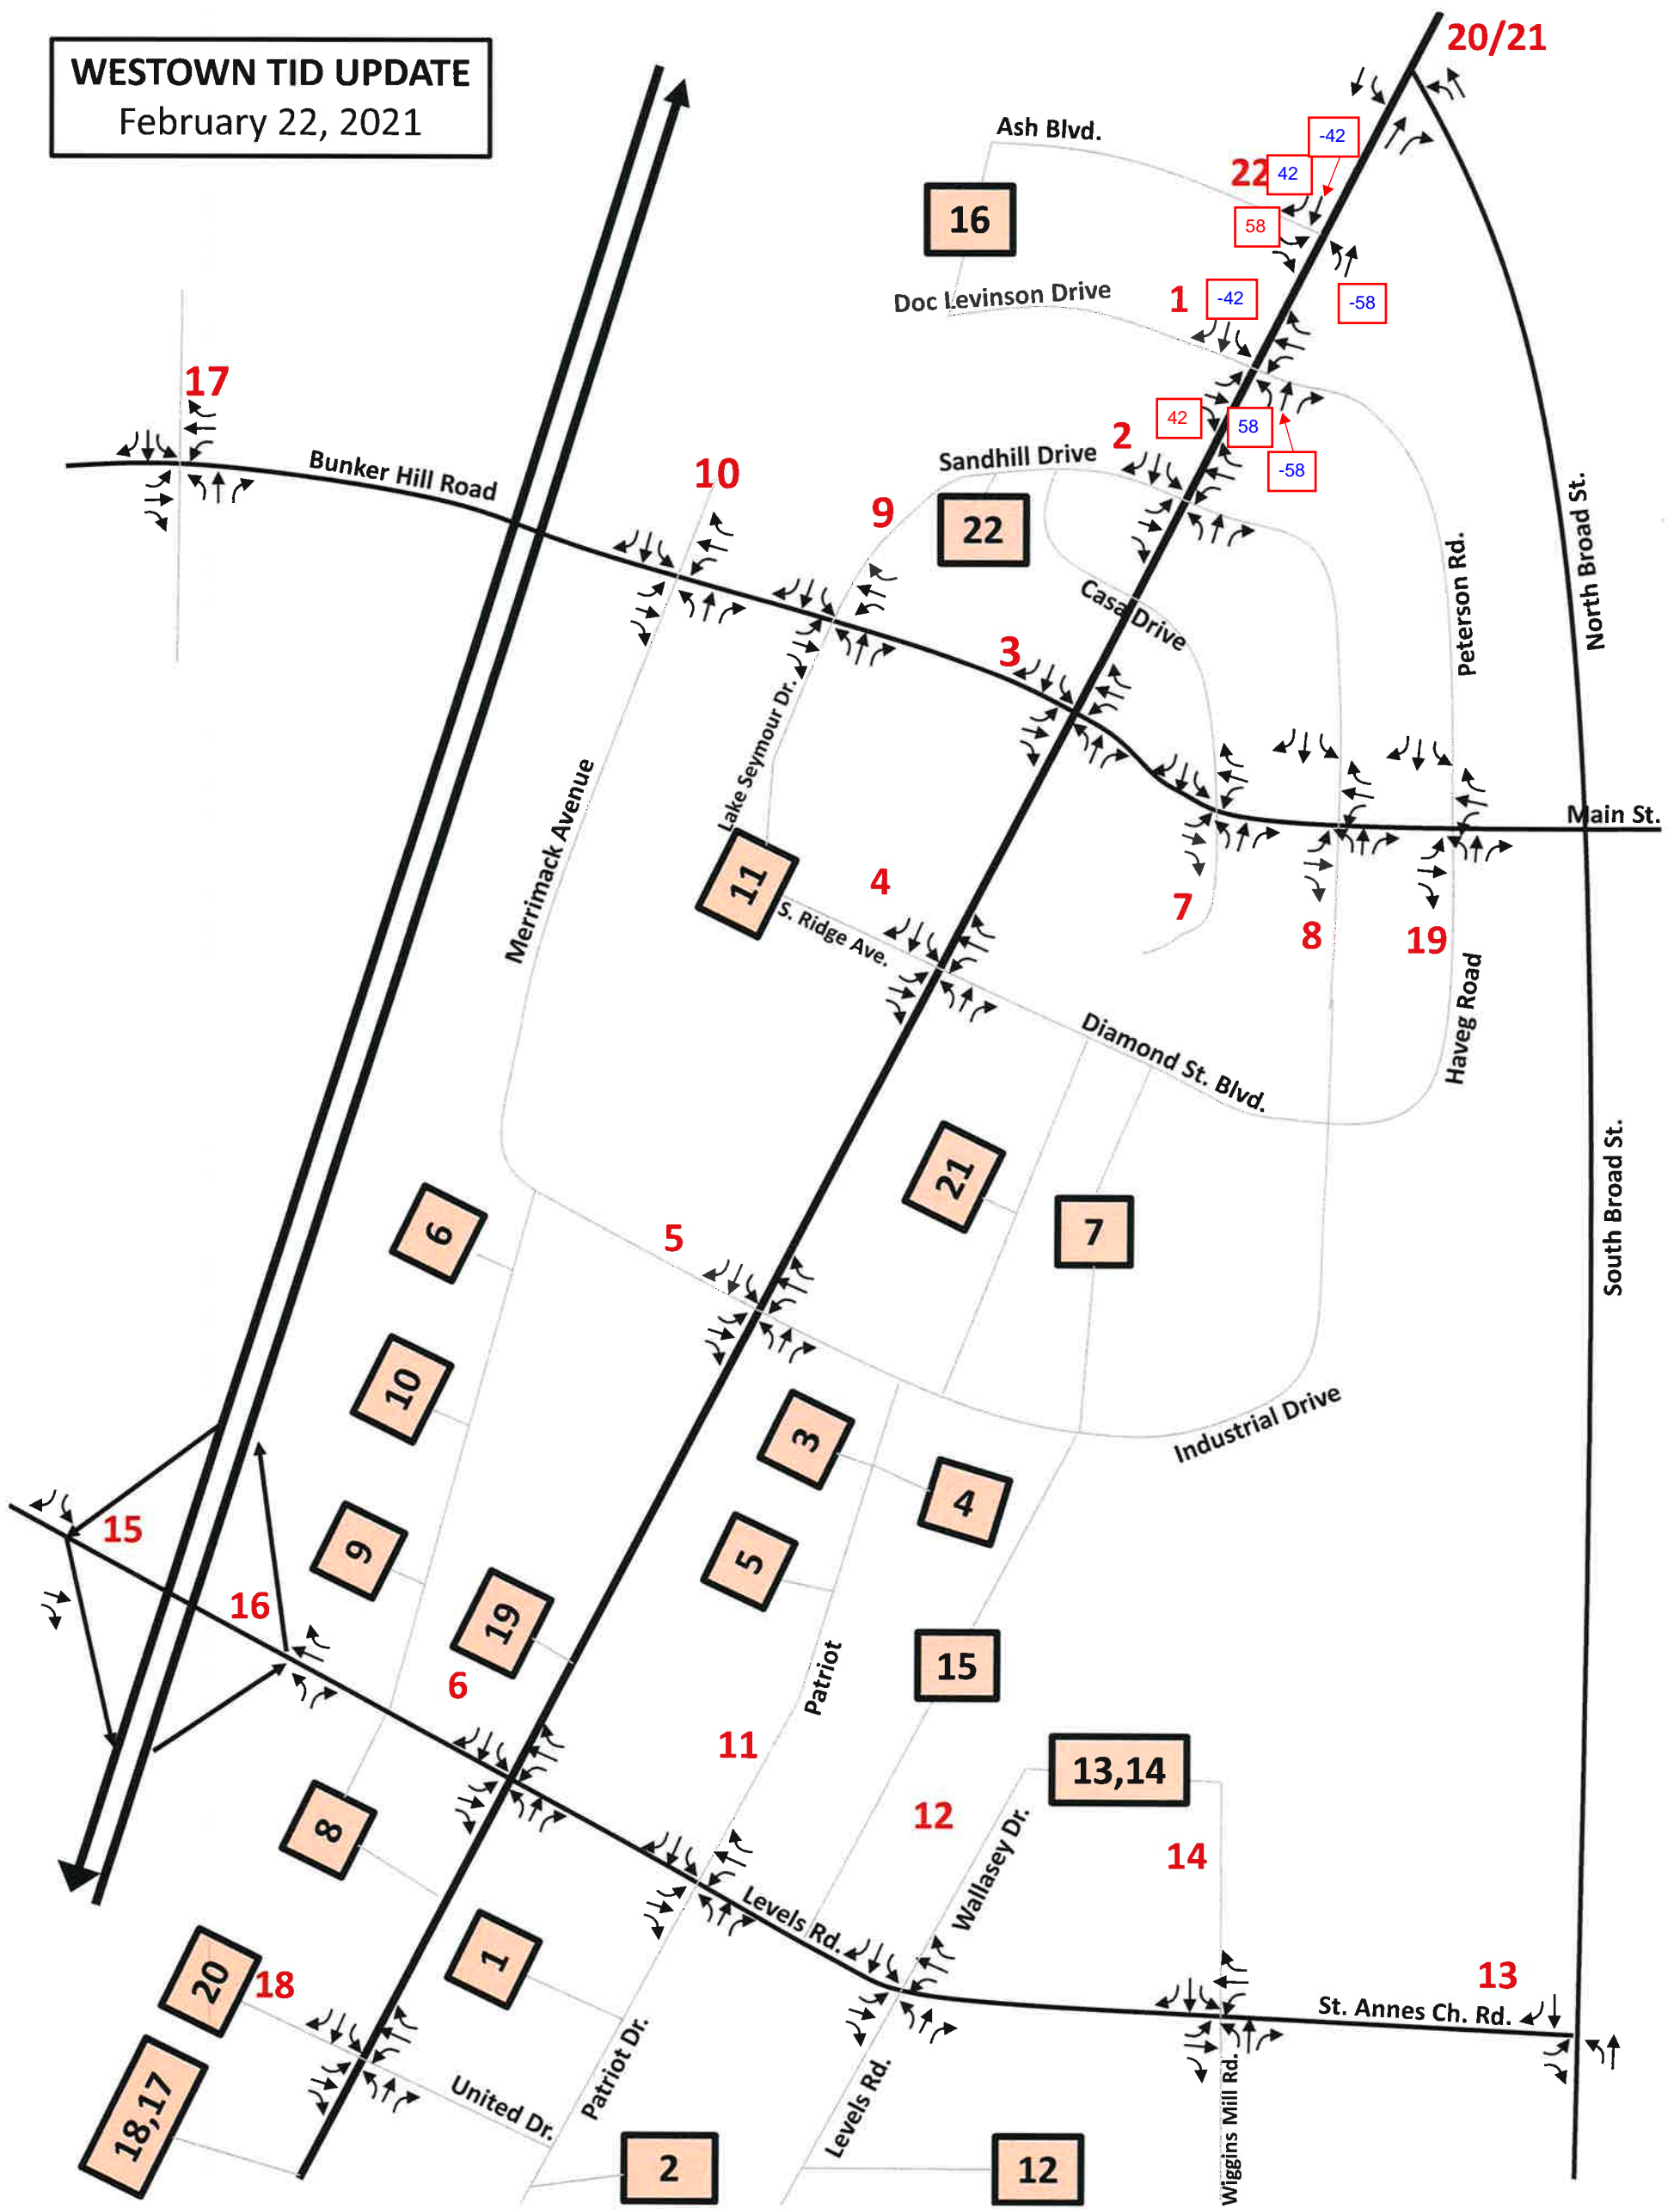 WESTOWN TID UPDATE
February 22, 2021
20/21
Ash Blvd.
-42
22
42
16
58
Doc Levinson Drive
1
-42
-58
17
42
58
2
Sandhill Drive
-58
Bunker Hill Road
10
9
22
North Broad St.
Peterson Rd.
Casa Drive
3
Lake Seymour Dr.
Merrimack Avenue
Main St.
11
4
S. Ridge Ave.
7
8
19
Haveg Road
Diamond St. Blvd.
21
7
South Broad St.
6
5
10
3
Industrial Drive
4
15
9
5
16
19
15
6
Patriot
11
13,14
12
8
Wallasey Dr.
14
Levels Rd.
1
20
18
13
St. Annes Ch. Rd.
Patriot Dr.
United Dr.
18,17
Levels Rd.
Wiggins Mill Rd.
2
12